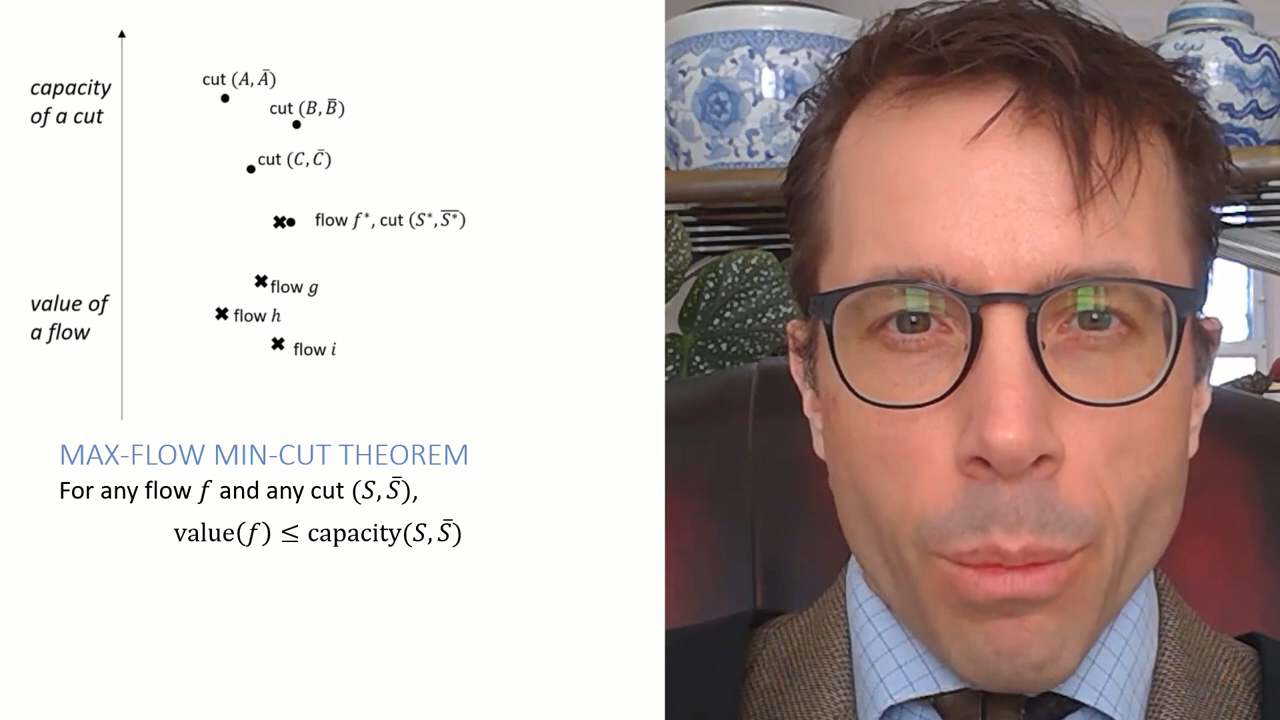 capacity
of a cut
cut (A, Ā)
cut (B, B̄)
cut (C, C̄)
flow f*, cut (S*, S̄*)
flow g
value of
a flow
flow h
flow i
MAX-FLOW MIN-CUT THEOREM
For any flow f and any cut (S, S̄),
value(f) ≤ capacity(S, S̄)